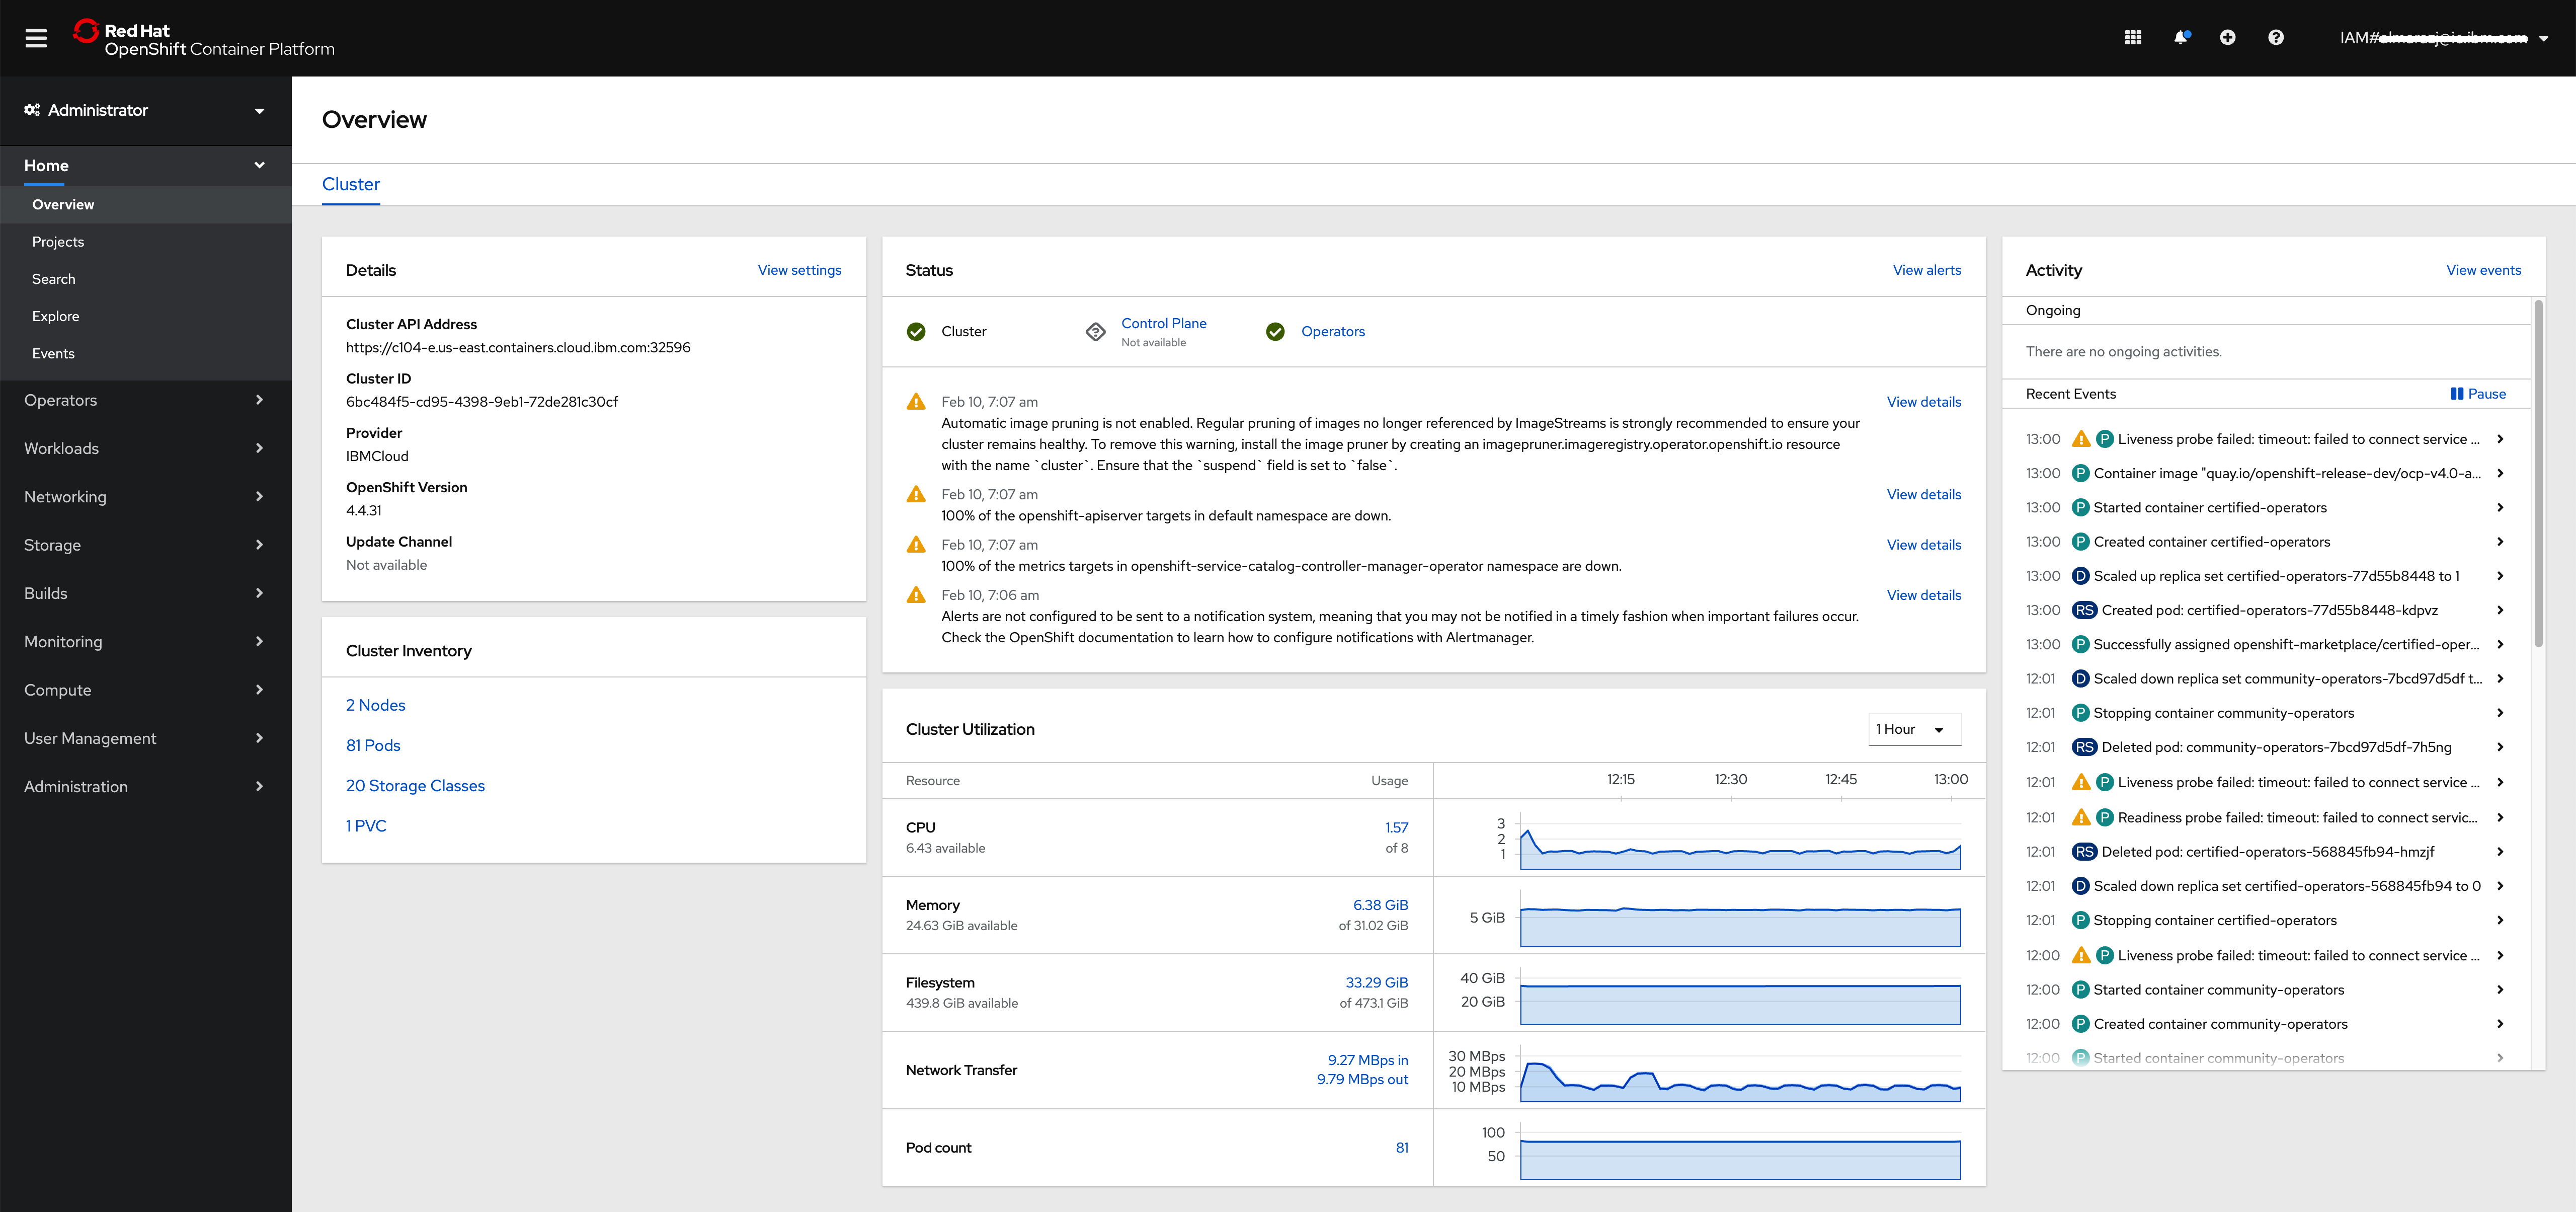 Red Hat
OpenShift Container Platform
IAM#
Administrator
Home
Overview
Projects
Search
Explore
Events
Operators
Workloads
Networking
Storage
Builds
Monitoring
Compute
User Management
Administration
Overview
Cluster
Details
View settings
Cluster API Address
https://c104-e.us-east.containers.cloud.ibm.com:32596
Cluster ID
6bc484f5-cd95-4398-9eb1-72de281c30cf
Provider
IBMCloud
OpenShift Version
4.4.31
Update Channel
Not available
Cluster Inventory
2 Nodes
81 Pods
20 Storage Classes
1 PVC
Status
View alerts
Cluster
Control Plane
Not available
Operators
Feb 10, 7:07 am
View details
Automatic image pruning is not enabled. Regular pruning of images no longer referenced by ImageStreams is strongly recommended to ensure your
cluster remains healthy. To remove this warning, install the image pruner by creating an imagepruner.imageregistry.operator.openshift.io resource
with the name `cluster`. Ensure that the `suspend` field is set to `false`.
Feb 10, 7:07 am
View details
100% of the openshift-apiserver targets in default namespace are down.
Feb 10, 7:07 am
View details
100% of the metrics targets in openshift-service-catalog-controller-manager-operator namespace are down.
Feb 10, 7:06 am
View details
Alerts are not configured to be sent to a notification system, meaning that you may not be notified in a timely fashion when important failures occur.
Check the OpenShift documentation to learn how to configure notifications with Alertmanager.
Cluster Utilization
1 Hour
Resource
Usage
12:15
12:30
12:45
13:00
CPU
6.43 available
1.57
of 8
3
2
1
Memory
24.63 GiB available
6.38 GiB
of 31.02 GiB
5 GiB
Filesystem
439.8 GiB available
33.29 GiB
of 473.1 GiB
40 GiB
20 GiB
Network Transfer
9.27 MBps in
9.79 MBps out
30 MBps
20 MBps
10 MBps
Pod count
81
100
50
Activity
View events
Ongoing
There are no ongoing activities.
Recent Events
Pause
13:00 P Liveness probe failed: timeout: failed to connect service ...
13:00 P Container image "quay.io/openshift-release-dev/ocp-v4.0-a...
13:00 P Started container certified-operators
13:00 P Created container certified-operators
13:00 D Scaled up replica set certified-operators-77d55b8448 to 1
13:00 RS Created pod: certified-operators-77d55b8448-kdpvz
13:00 P Successfully assigned openshift-marketplace/certified-oper...
12:01 D Scaled down replica set community-operators-7bcd97d5df t...
12:01 P Stopping container community-operators
12:01 RS Deleted pod: community-operators-7bcd97d5df-7h5ng
12:01 P Liveness probe failed: timeout: failed to connect service ...
12:01 P Readiness probe failed: timeout: failed to connect servic...
12:01 RS Deleted pod: certified-operators-568845fb94-hmzjf
12:01 D Scaled down replica set certified-operators-568845fb94 to 0
12:01 P Stopping container certified-operators
12:00 P Liveness probe failed: timeout: failed to connect service ...
12:00 P Started container community-operators
12:00 P Created container community-operators
12:00 P Started container community-operators